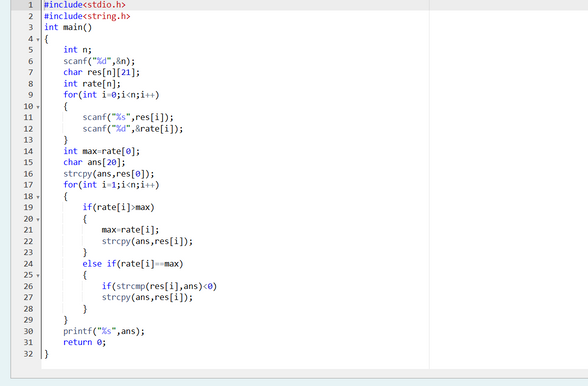 1 #include<stdio.h>
2 #include<string.h>
3 int main()
4 {
5 int n;
6 scanf("%d",&n);
7 char res[n][21];
8 int rate[n];
9 for(int i=0;i<n;i++)
10 {
11 scanf("%s",res[i]);
12 scanf("%d",&rate[i]);
13 }
14 int max=rate[0];
15 char ans[20];
16 strcpy(ans,res[0]);
17 for(int i=1;i<n;i++)
18 {
19 if(rate[i]>max)
20 {
21 max=rate[i];
22 strcpy(ans,res[i]);
23 }
24 else if(rate[i]==max)
25 {
26 if(strcmp(res[i],ans)<0)
27 strcpy(ans,res[i]);
28 }
29 }
30 printf("%s",ans);
31 return 0;
32 }